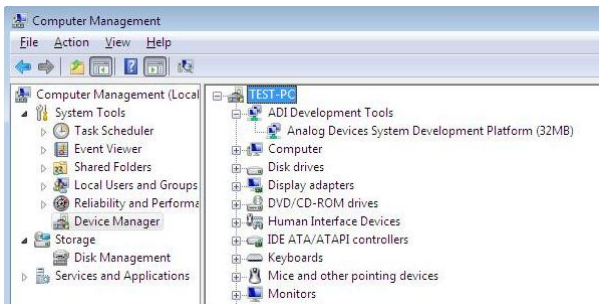 Computer Management
File Action View Help
Computer Management (Local
System Tools
Task Scheduler
Event Viewer
Shared Folders
Local Users and Groups
Reliability and Performa
Device Manager
Storage
Disk Management
Services and Applications
TEST-PC
ADI Development Tools
Analog Devices System Development Platform (32MB)
Computer
Disk drives
Display adapters
DVD/CD-ROM drives
Human Interface Devices
IDE ATA/ATAPI controllers
Keyboards
Mice and other pointing devices
Monitors